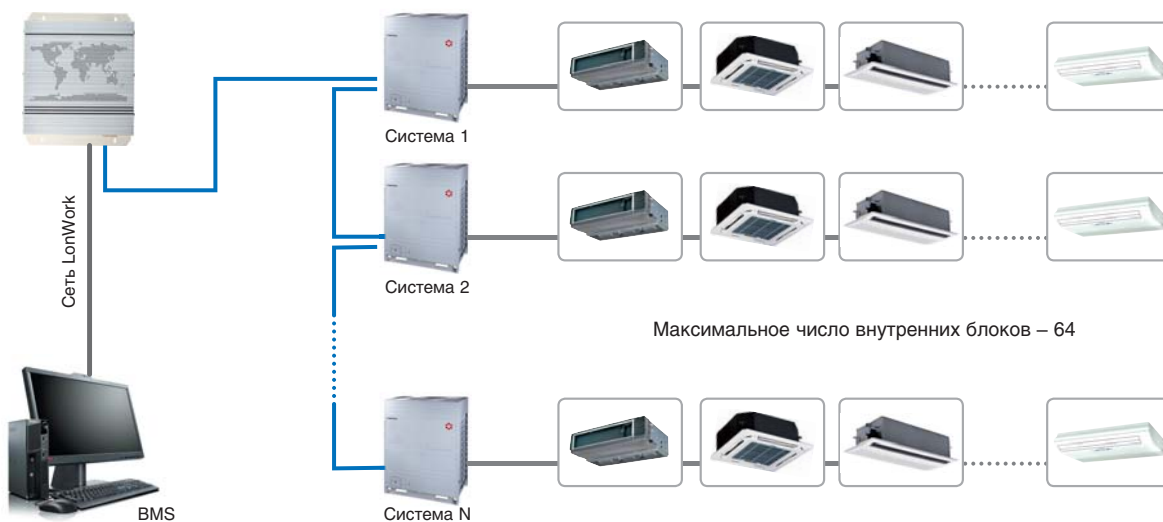 Система 1
Сеть LonWork
Система 2
Максимальное число внутренних блоков – 64
BMS
Система N